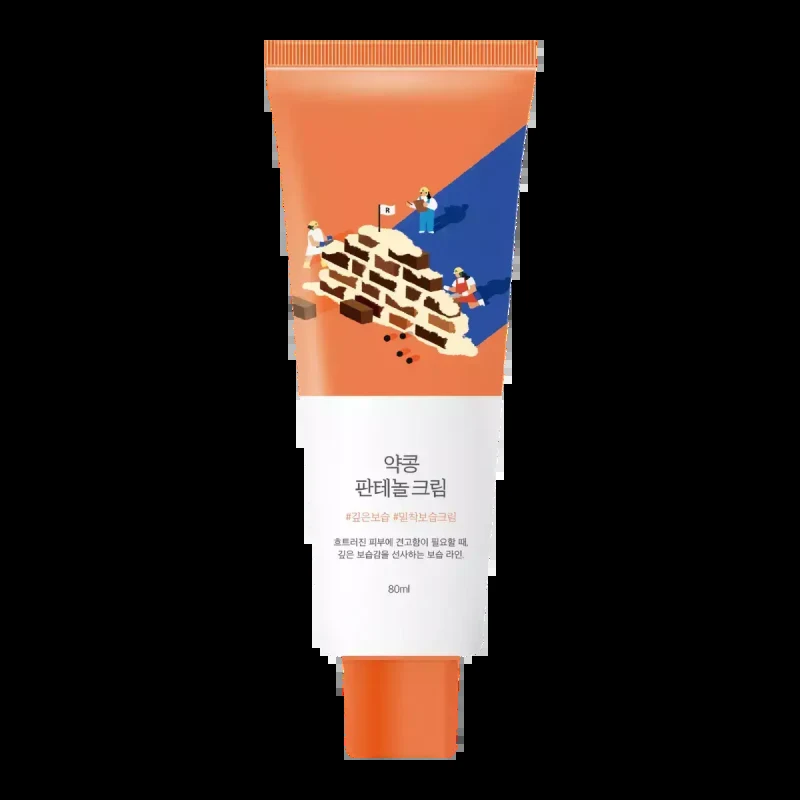 R
약콩
판테놀 크림
#깊은보습 #밀착보습크림
흐트러진 피부에 견고함이 필요할 때,
깊은 보습감을 선사하는 보습 라인.
80ml